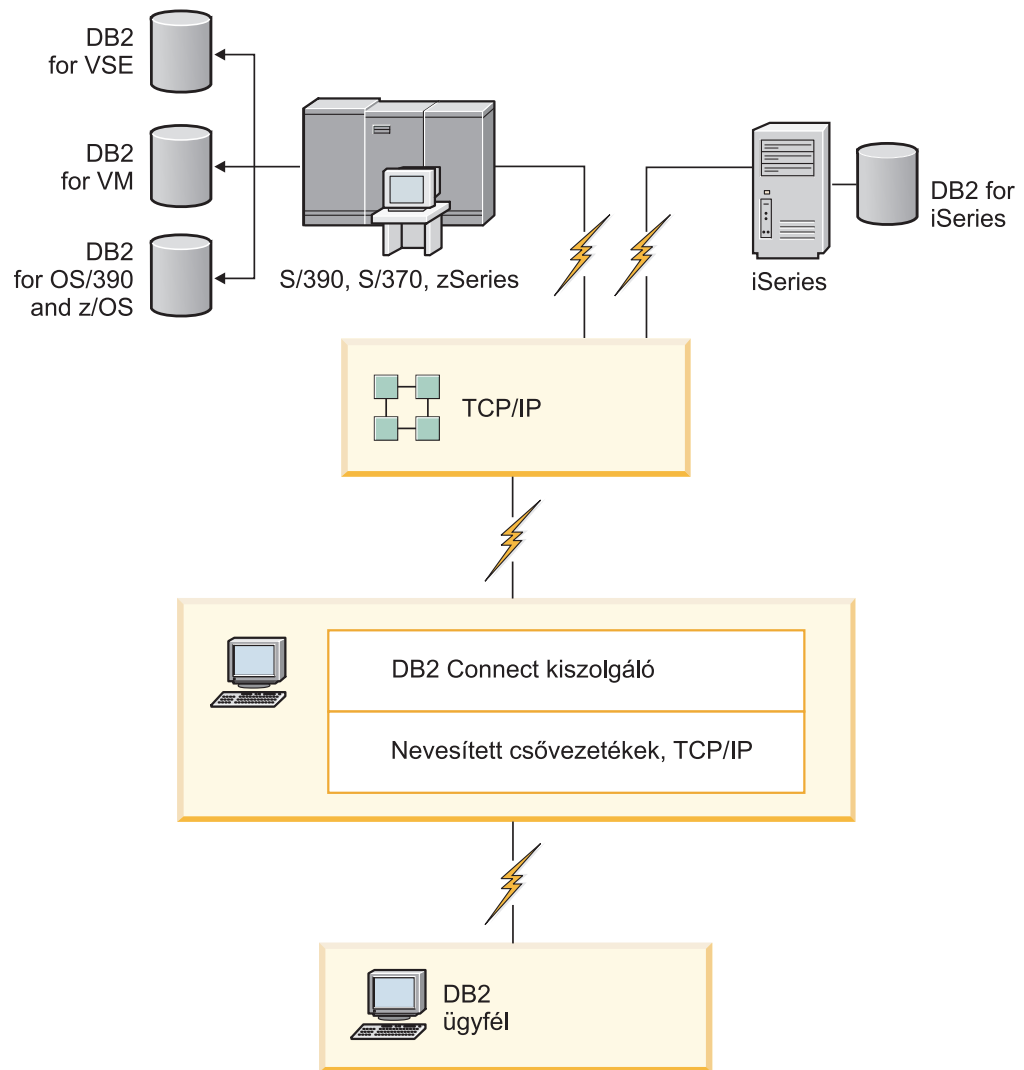 DB2
for VSE
DB2
for VM
DB2
for OS/390
and z/OS
S/390, S/370, zSeries
DB2 for
iSeries
iSeries
TCP/IP
DB2 Connect kiszolgáló
Nevesített csővezetékek, TCP/IP
DB2
ügyfél